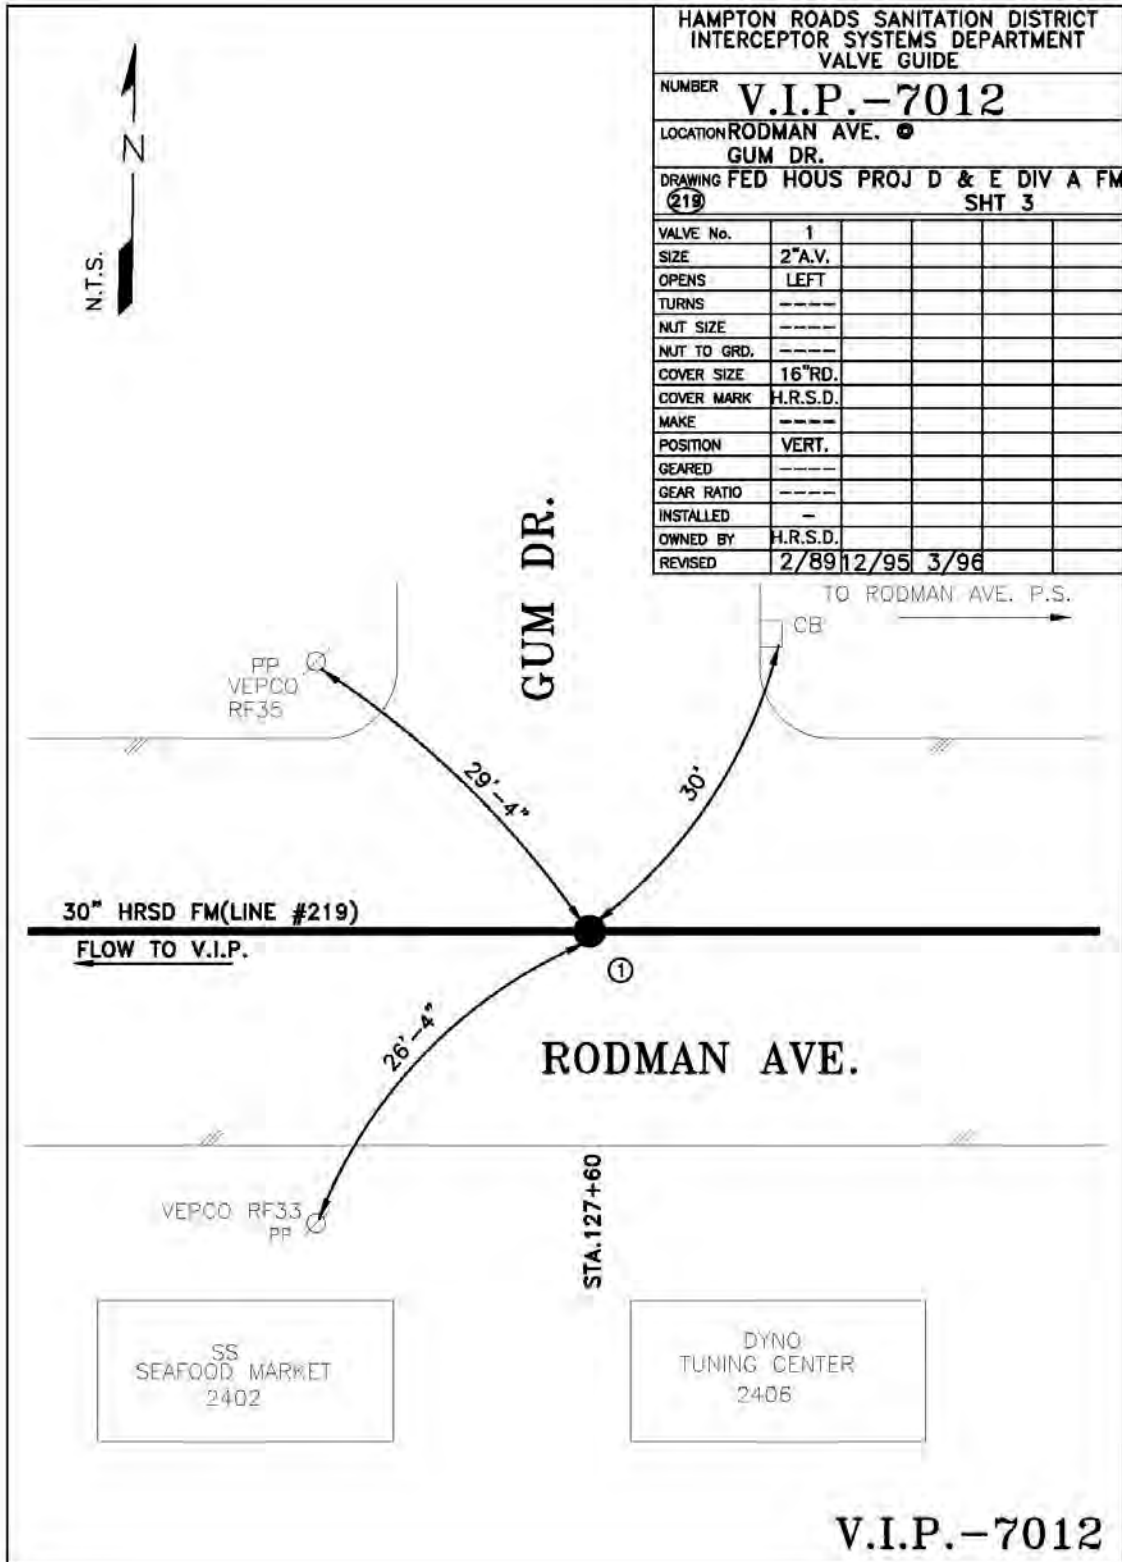 HAMPTON ROADS SANITATION DISTRICT
INTERCEPTOR SYSTEMS DEPARTMENT
VALVE GUIDE
NUMBER V.I.P.-7012
LOCATION RODMAN AVE. @
GUM DR.
DRAWING FED HOUS PROJ D & E DIV A FM
219 SHT 3
VALVE No. 1
SIZE 2"A.V.
OPENS LEFT
TURNS ----
NUT SIZE ----
NUT TO GRD. ----
COVER SIZE 16"RD.
COVER MARK H.R.S.D.
MAKE ----
POSITION VERT.
GEARED ----
GEAR RATIO ----
INSTALLED -
OWNED BY H.R.S.D.
REVISED 2/89 12/95 3/96
N
N.T.S.
GUM DR.
TO RODMAN AVE. P.S.
CB
PP
VEPCO
RF35
29'-4"
30'
30" HRSD FM(LINE #219)
FLOW TO V.I.P.
1
26'-4"
RODMAN AVE.
VEPCO RF33
PP
STA.127+60
SS
SEAFOOD MARKET
2402
DYNO
TUNING CENTER
2406
V.I.P.-7012